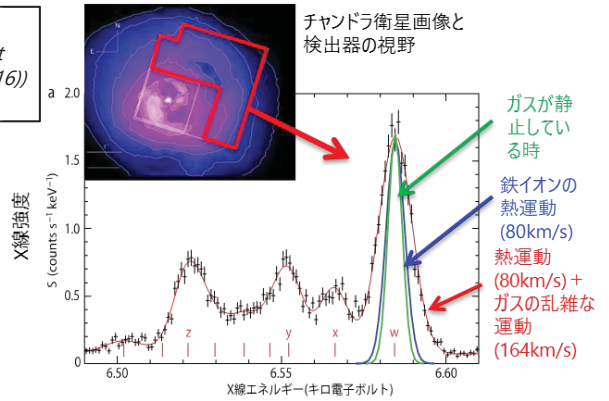 t
16))
チャンドラ衛星画像と
検出器の視野
N
E
a
2.0
1.5
1.0
0.5
0
X線強度
S (counts s⁻¹ keV⁻¹)
ガスが静
止してい
る時
鉄イオンの
熱運動
(80km/s)
熱運動
(80km/s)＋
ガスの乱雑な
運動
(164km/s)
z
y
x
w
6.50
6.55
6.60
X線エネルギー(キロ電子ボルト)